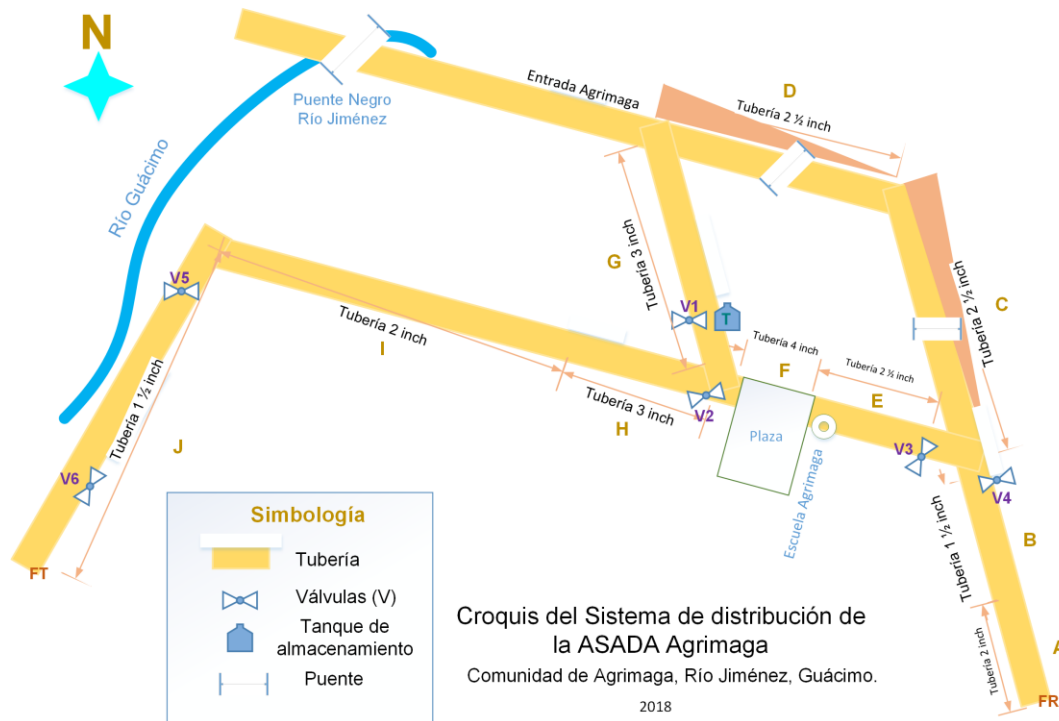 N
Puente Negro
Río Jiménez
Entrada Agrimaga
D
Tubería 2 ½ inch
Río Guácimo
G
Tubería 3 inch
V5
V1
T
C
Tubería 2 ½ inch
Tubería 2 inch
I
Tubería 4 inch
F
Tubería 2 ½ inch
E
Tubería 1 ½ inch
J
Tubería 3 inch
H
V2
Plaza
Escuela Agrimaga
V3
V4
V6
Tubería 1 ½ inch
B
FT
Tubería 2 inch
A
FR
Simbología
Tubería
Válvulas (V)
Tanque de
almacenamiento
Puente
Croquis del Sistema de distribución de
la ASADA Agrimaga
Comunidad de Agrimaga, Río Jiménez, Guácimo.
2018